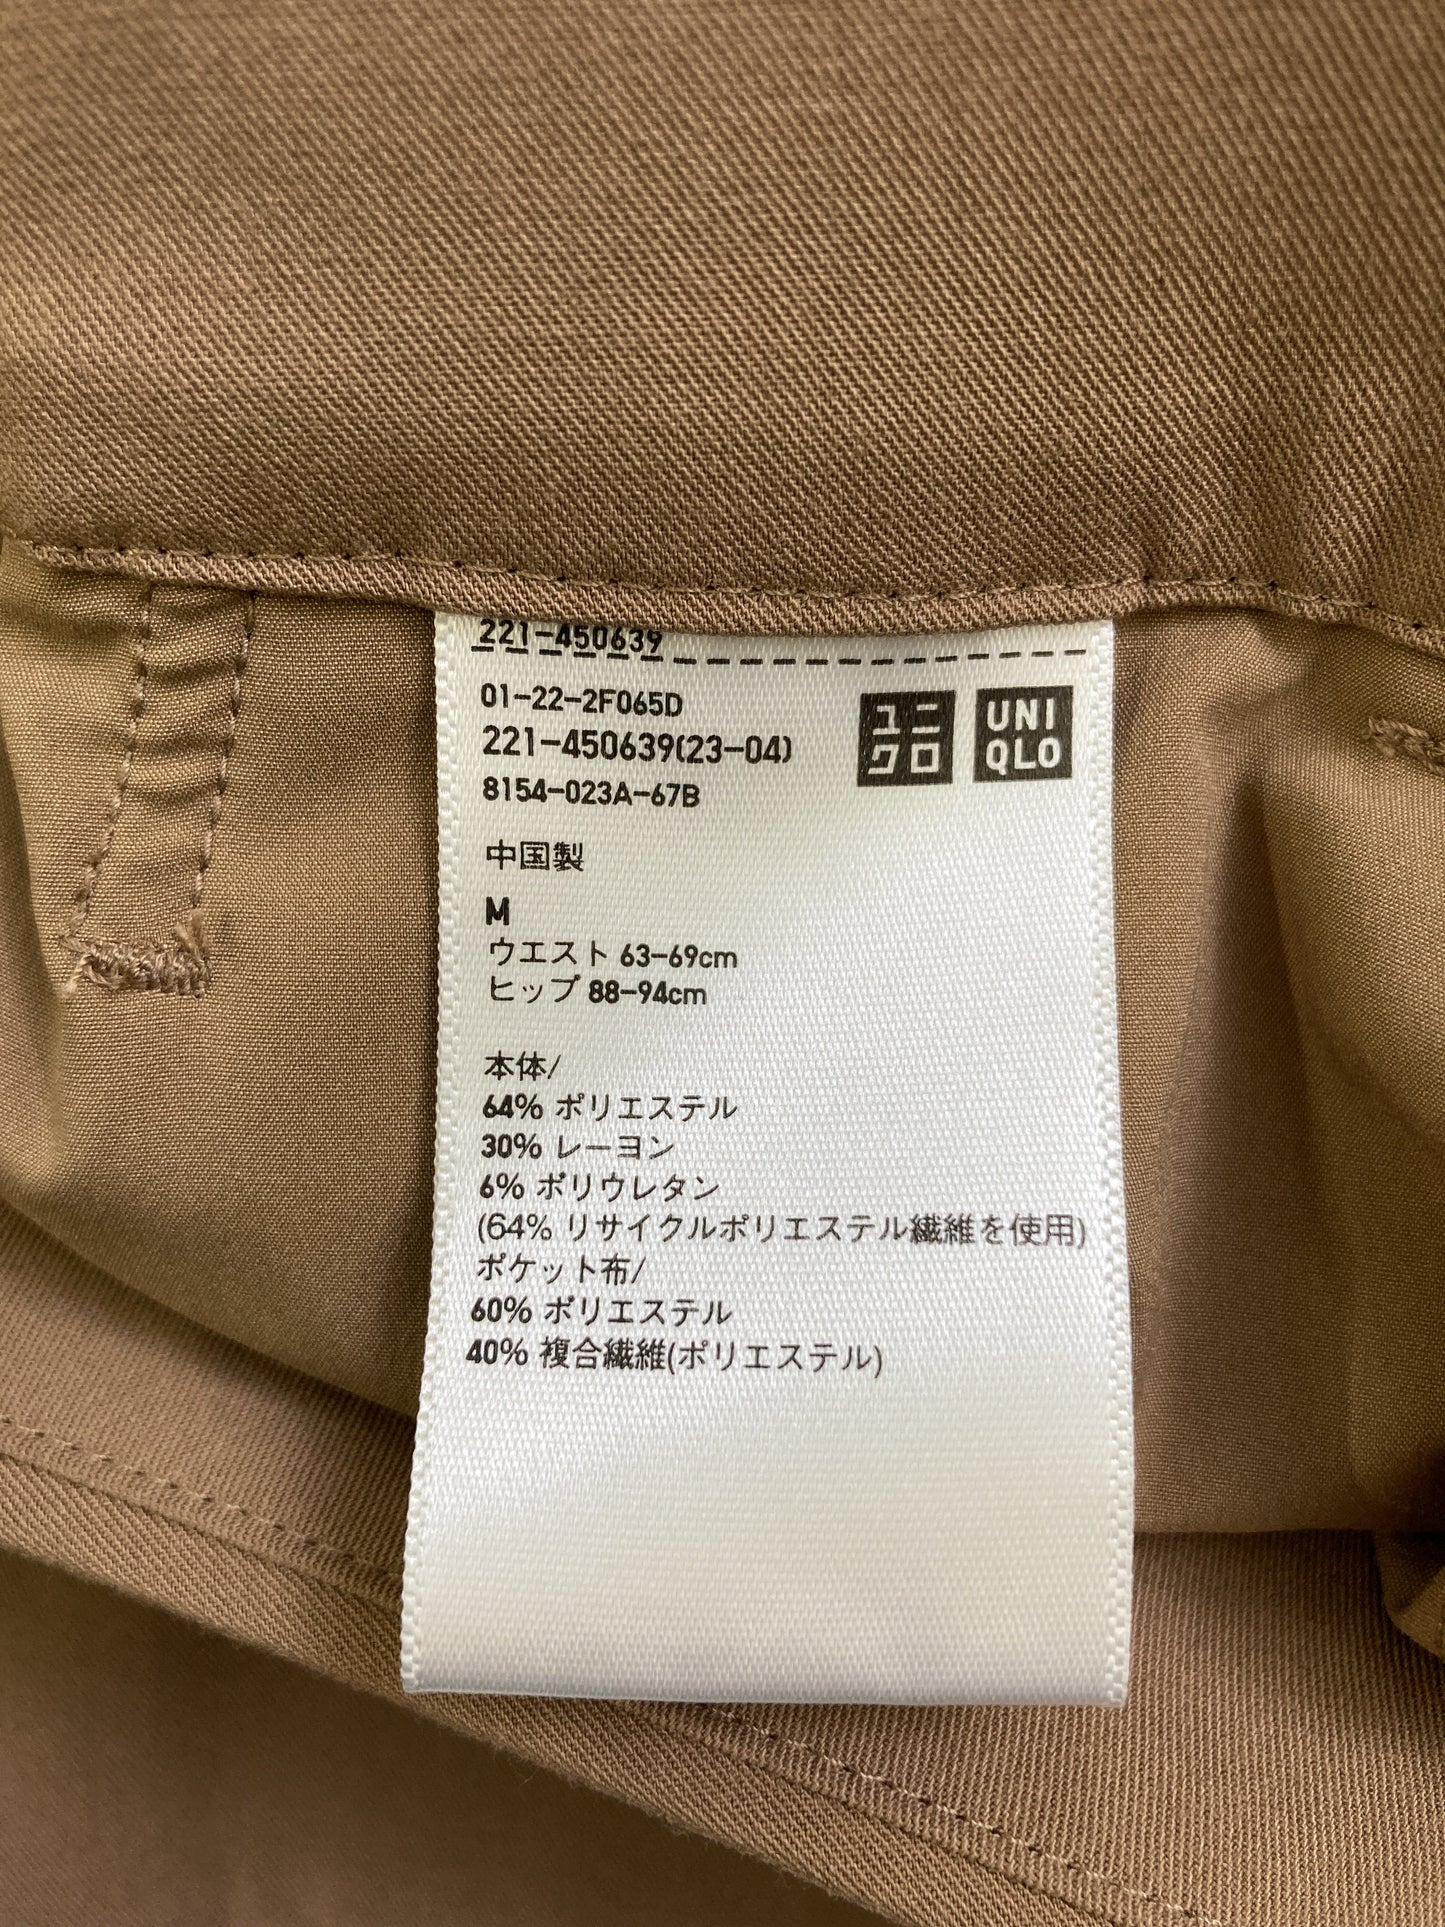 221-450639
01-22-2F065D
221-450639(23-04)
8154-023A-67B
ユニ
クロ
UNI
QLO
中国製
M
ウエスト 63-69cm
ヒップ 88-94cm
本体/
64% ポリエステル
30% レーヨン
6% ポリウレタン
(64% リサイクルポリエステル繊維を使用)
ポケット布/
60% ポリエステル
40% 複合繊維(ポリエステル)